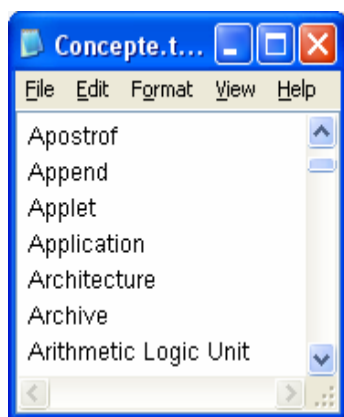 Concepte.t...
File Edit Format View Help
Apostrof
Append
Applet
Application
Architecture
Archive
Arithmetic Logic Unit